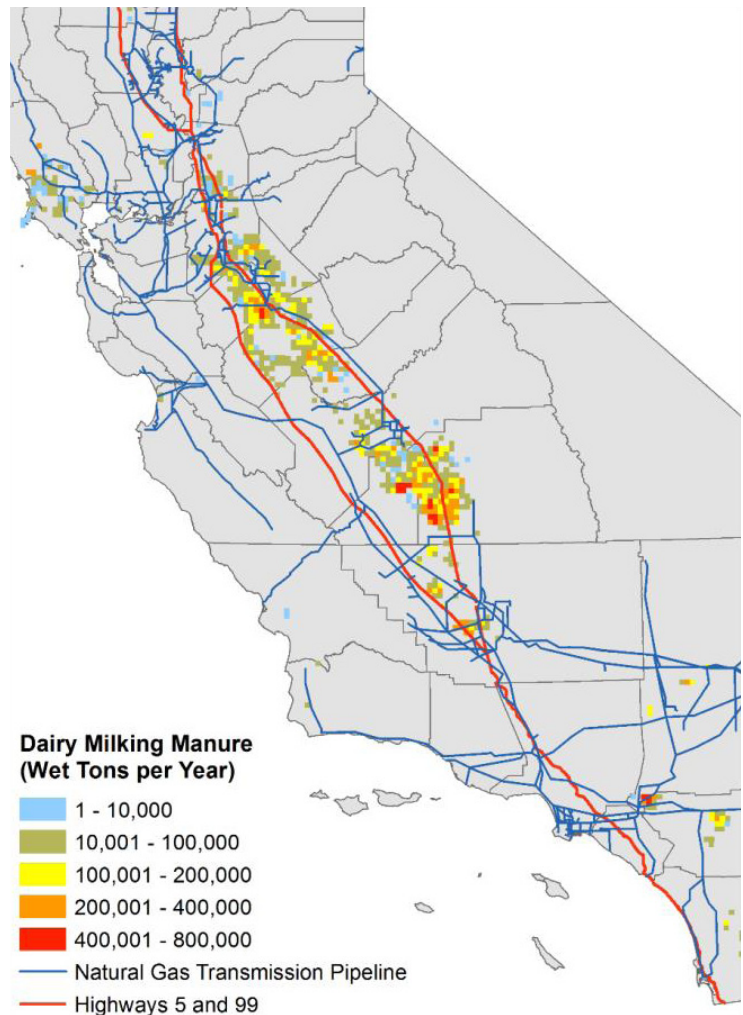 Dairy Milking Manure
(Wet Tons per Year)
1 - 10,000
10,001 - 100,000
100,001 - 200,000
200,001 - 400,000
400,001 - 800,000
Natural Gas Transmission Pipeline
Highways 5 and 99